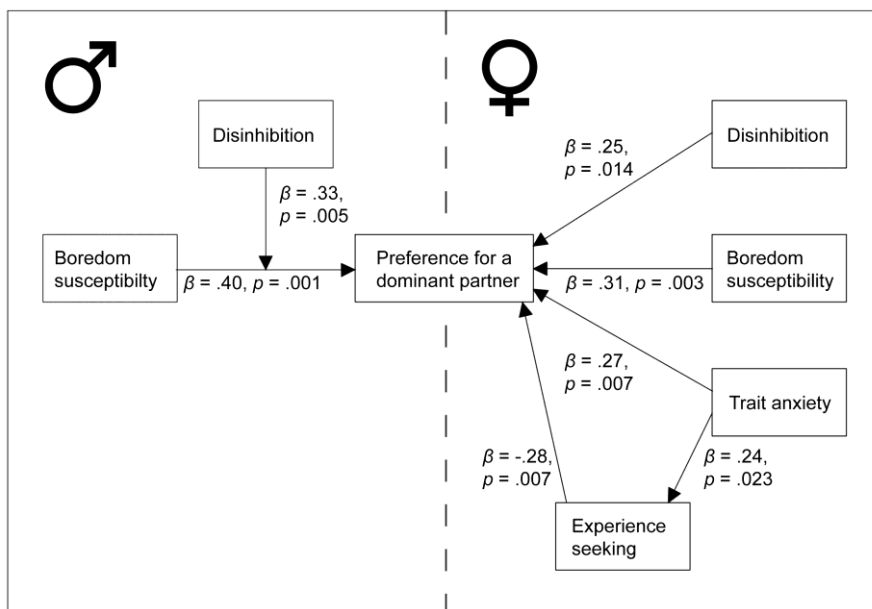 Disinhibition
β = .33,
p = .005
Boredom
susceptibilty
β = .40, p = .001
Preference for a
dominant partner
Disinhibition
β = .25,
p = .014
Boredom
susceptibility
β = .31, p = .003
β = .27,
p = .007
Trait anxiety
β = -.28,
p = .007
β = .24,
p = .023
Experience
seeking